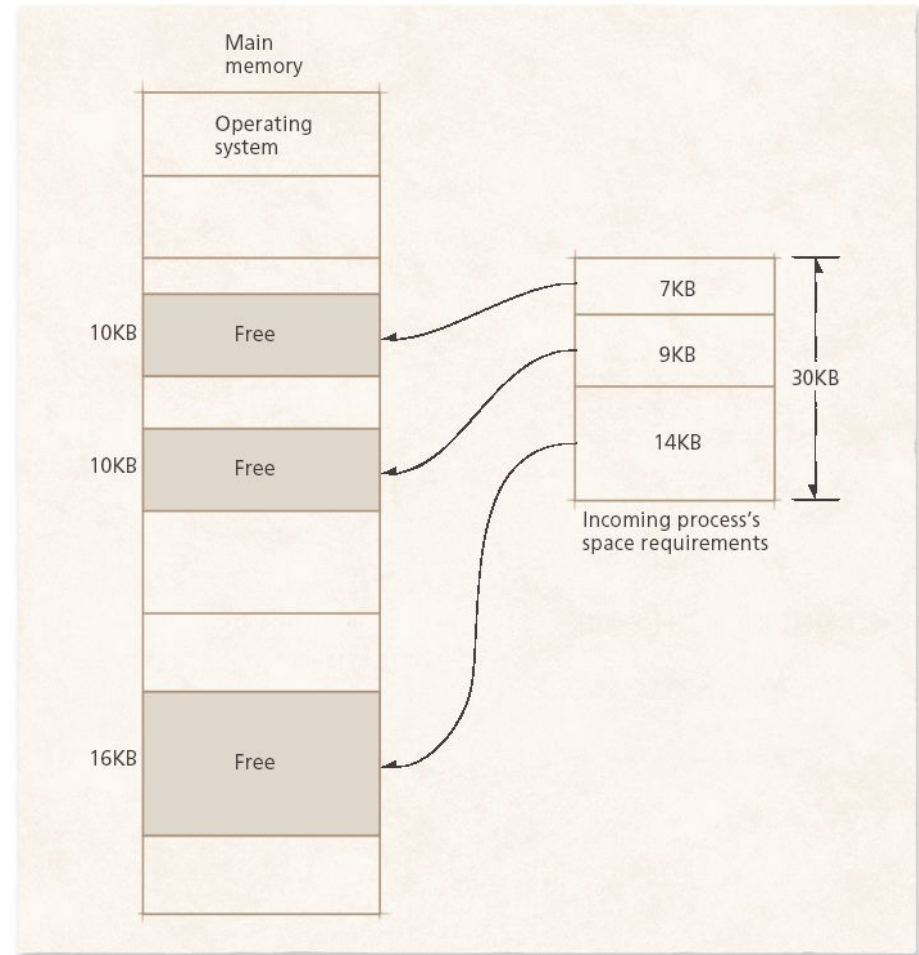 Main
memory
Operating
system
10KB
Free
10KB
Free
16KB
Free
7KB
9KB
14KB
30KB
Incoming process’s
space requirements